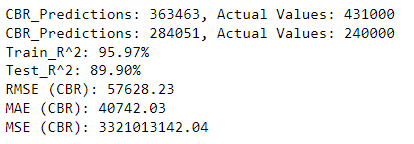 CBR_Predictions: 363463, Actual Values: 431000
CBR_Predictions: 284051, Actual Values: 240000
Train_R^2: 95.97%
Test_R^2: 89.90%
RMSE (CBR): 57628.23
MAE (CBR): 40742.03
MSE (CBR): 3321013142.04